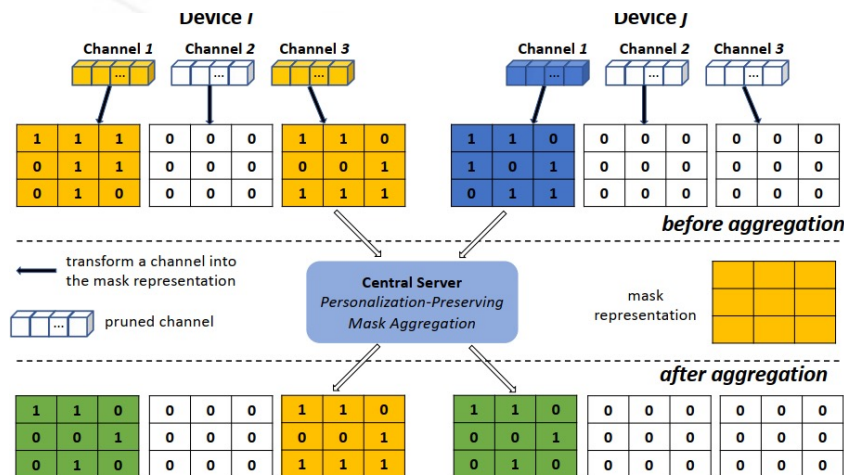 Device i Device j
Channel 1 Channel 2 Channel 3 Channel 1 Channel 2 Channel 3
... ... ... ... ... ...
1 1 1 0 0 0 1 1 0 1 1 0 0 0 0 0 0 0
0 1 1 0 0 0 0 0 1 1 0 1 0 0 0 0 0 0
0 1 0 0 0 0 1 1 1 0 1 1 0 0 0 0 0 0
before aggregation
transform a channel into
the mask representation
... pruned channel
Central Server
Personalization-Preserving
Mask Aggregation
mask
representation
after aggregation
1 1 0 0 0 0 1 1 0 1 1 0 0 0 0 0 0 0
0 0 1 0 0 0 0 0 1 0 0 1 0 0 0 0 0 0
0 1 0 0 0 0 1 1 1 0 1 0 0 0 0 0 0 0